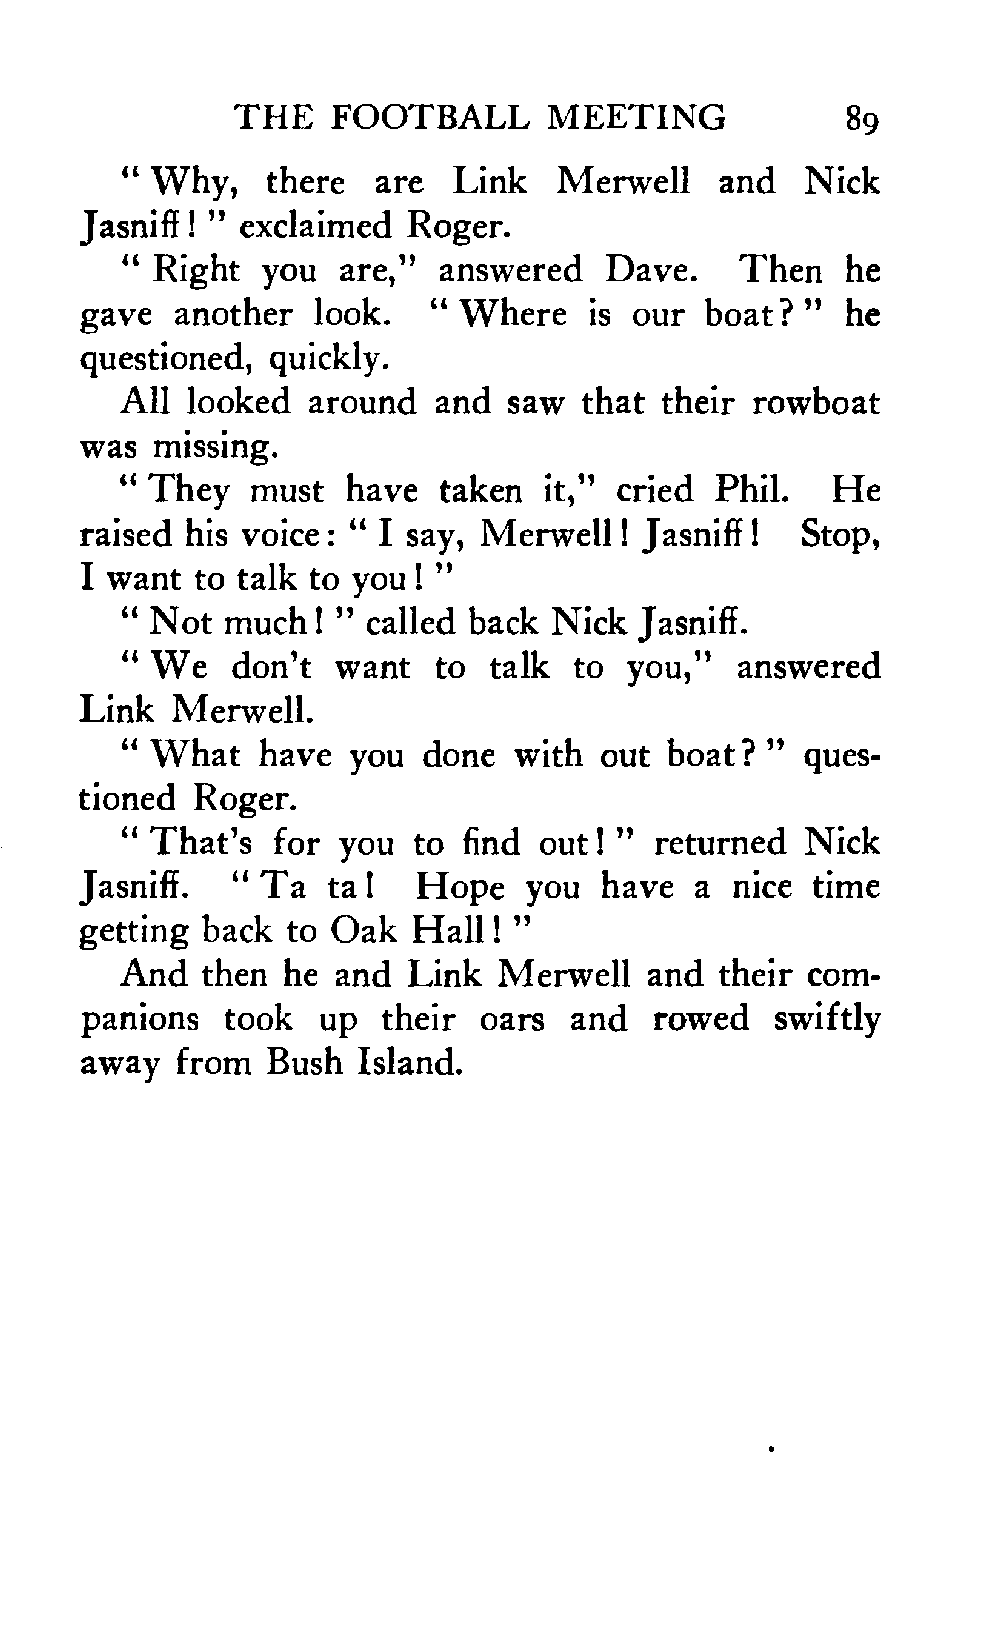 THE FOOTBALL MEETING 89
" Why, there are Link Merwell and Nick
Jasniff! " exclaimed Roger.
" Right you are," answered Dave. Then he
gave another look. " Where is our boat? " he
questioned, quickly.
All looked around and saw that their rowboat
was missing.
" They must have taken it," cried Phil. He
raised his voice: " I say, Merwell! Jasniff! Stop,
I want to talk to you! "
" Not much! " called back Nick Jasniff.
" We don't want to talk to you," answered
Link Merwell.
" What have you done with out boat? " ques-
tioned Roger.
" That's for you to find out! " returned Nick
Jasniff. " Ta ta! Hope you have a nice time
getting back to Oak Hall! "
And then he and Link Merwell and their com-
panions took up their oars and rowed swiftly
away from Bush Island.